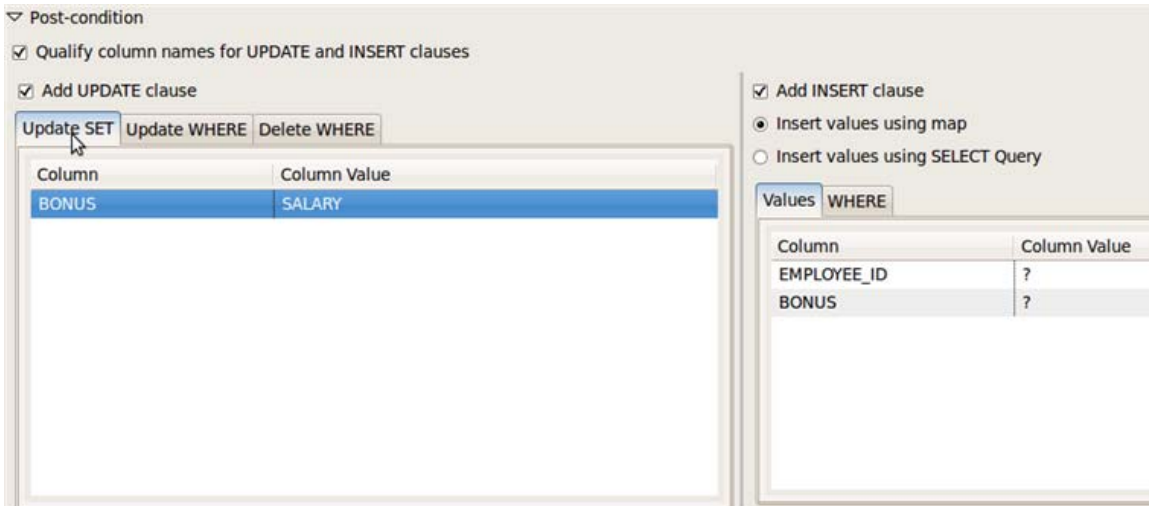 Post-condition
Qualify column names for UPDATE and INSERT clauses
Add UPDATE clause
Update SET Update WHERE Delete WHERE
Column Column Value
BONUS SALARY
Add INSERT clause
Insert values using map
Insert values using SELECT Query
Values WHERE
Column Column Value
EMPLOYEE_ID ?
BONUS ?